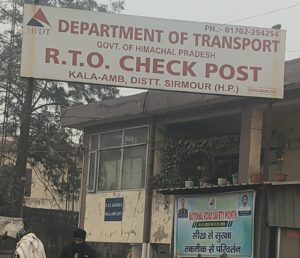 PH.:- 01702-254254
DEPARTMENT OF TRANSPORT
HPDT
GOVT. OF HIMACHAL PRADESH
R.T.O. CHECK POST
KALA-AMB, DISTT. SIRMOUR (H.P.)
NATIONAL ROAD SAFETY MONTH
सीख से सुरक्षा
तकनीक से परिवर्तन